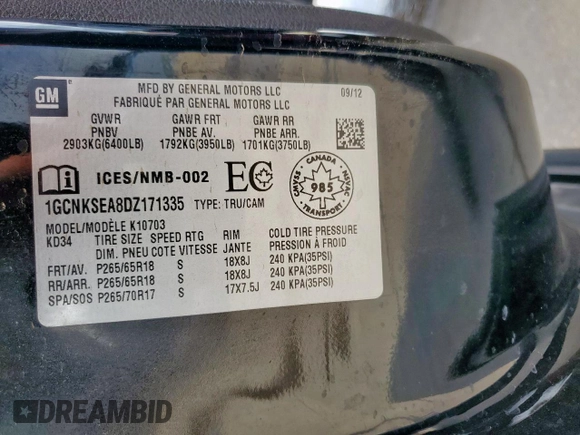 GM
MFD BY GENERAL MOTORS LLC 09/12
FABRIQUÉ PAR GENERAL MOTORS LLC
GVWR GAWR FRT GAWR RR
PNBV PNBE AV. PNBE ARR.
2903KG(6400LB) 1792KG(3950LB) 1701KG(3750LB)
ICES/NMB-002 EC
CANADA
CMVSS NSVAC
985
TRANSPORT
1GCNKSEA8DZ171335 TYPE: TRU/CAM
MODEL/MODÈLE K10703
KD34 TIRE SIZE SPEED RTG RIM COLD TIRE PRESSURE
DIM. PNEU COTE VITESSE JANTE PRESSION À FROID
FRT/AV. P265/65R18 S 18X8J 240 KPA(35PSI)
RR/ARR. P265/65R18 S 18X8J 240 KPA(35PSI)
SPA/SOS P265/70R17 S 17X7.5J 240 KPA(35PSI)
DREAMBID